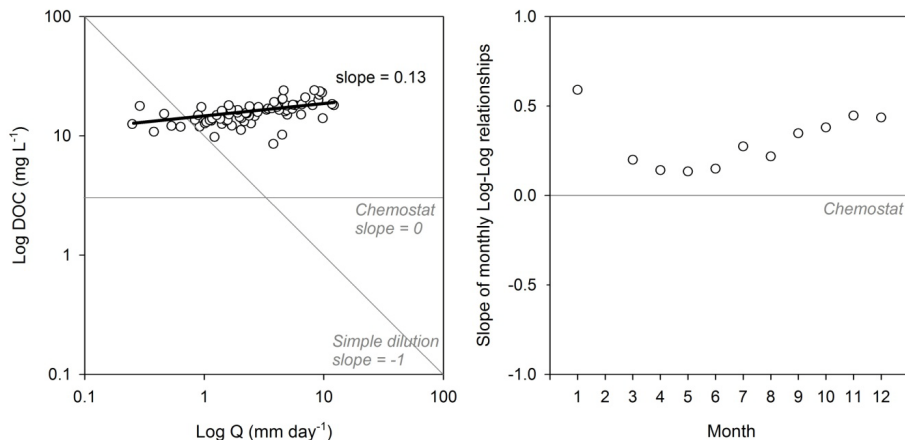 100
10
1
0.1
Log DOC (mg L⁻¹)
slope = 0.13
Chemostat
slope = 0
Simple dilution
slope = -1
0.1
1
10
100
Log Q (mm day⁻¹)
1.0
0.5
0.0
-0.5
-1.0
Slope of monthly Log-Log relationships
Chemostat
1 2 3 4 5 6 7 8 9 10 11 12
Month